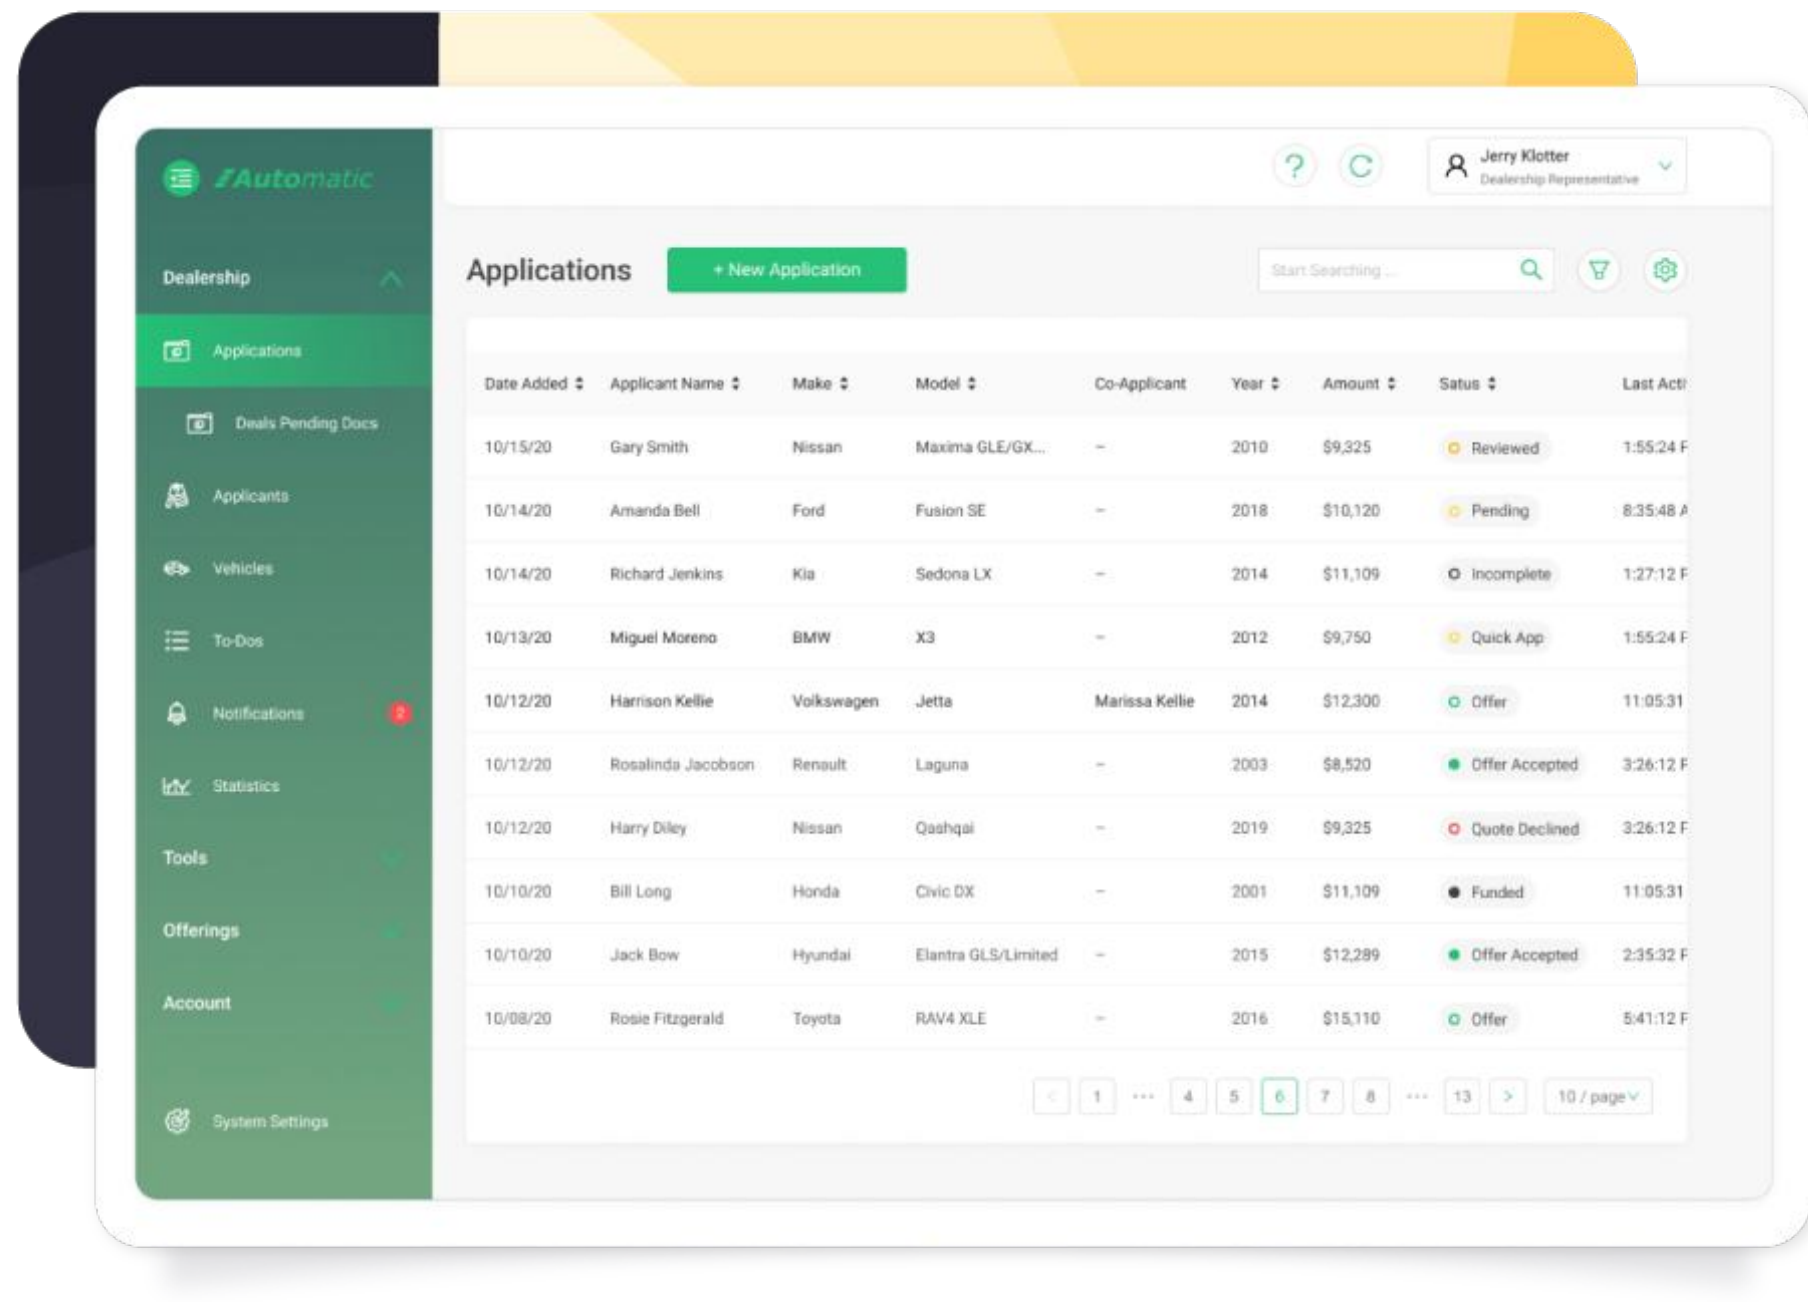 Automatic
Jerry Klotter
Dealership Representative
Dealership
Applications
Deals Pending Docs
Applicants
Vehicles
To-Dos
Notifications 2
Statistics
Tools
Offerings
Account
System Settings
Applications + New Application Start Searching ...
Date Added Applicant Name Make Model Co-Applicant Year Amount Satus Last Acti
10/15/20 Gary Smith Nissan Maxima GLE/GX... – 2010 $9,325 Reviewed 1:55:24 P
10/14/20 Amanda Bell Ford Fusion SE – 2018 $10,120 Pending 8:35:48 A
10/14/20 Richard Jenkins Kia Sedona LX – 2014 $11,109 Incomplete 1:27:12 P
10/13/20 Miguel Moreno BMW X3 – 2012 $9,750 Quick App 1:55:24 P
10/12/20 Harrison Kellie Volkswagen Jetta Marissa Kellie 2014 $12,300 Offer 11:05:31
10/12/20 Rosalinda Jacobson Renault Laguna – 2003 $8,520 Offer Accepted 3:26:12 P
10/12/20 Harry Diley Nissan Qashqai – 2019 $9,325 Quote Declined 3:26:12 P
10/10/20 Bill Long Honda Civic DX – 2001 $11,109 Funded 11:05:31
10/10/20 Jack Bow Hyundai Elantra GLS/Limited – 2015 $12,289 Offer Accepted 2:35:32 P
10/08/20 Rosie Fitzgerald Toyota RAV4 XLE – 2016 $15,110 Offer 5:41:12 P
< 1 ··· 4 5 6 7 8 ··· 13 > 10 / page